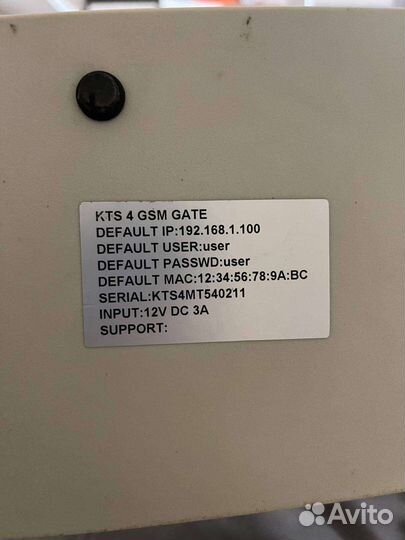 KTS 4 GSM GATE
DEFAULT IP:192.168.1.100
DEFAULT USER:user
DEFAULT PASSWD:user
DEFAULT MAC:12:34:56:78:9A:BC
SERIAL:KTS4MT540211
INPUT:12V DC 3A
SUPPORT:
Avito